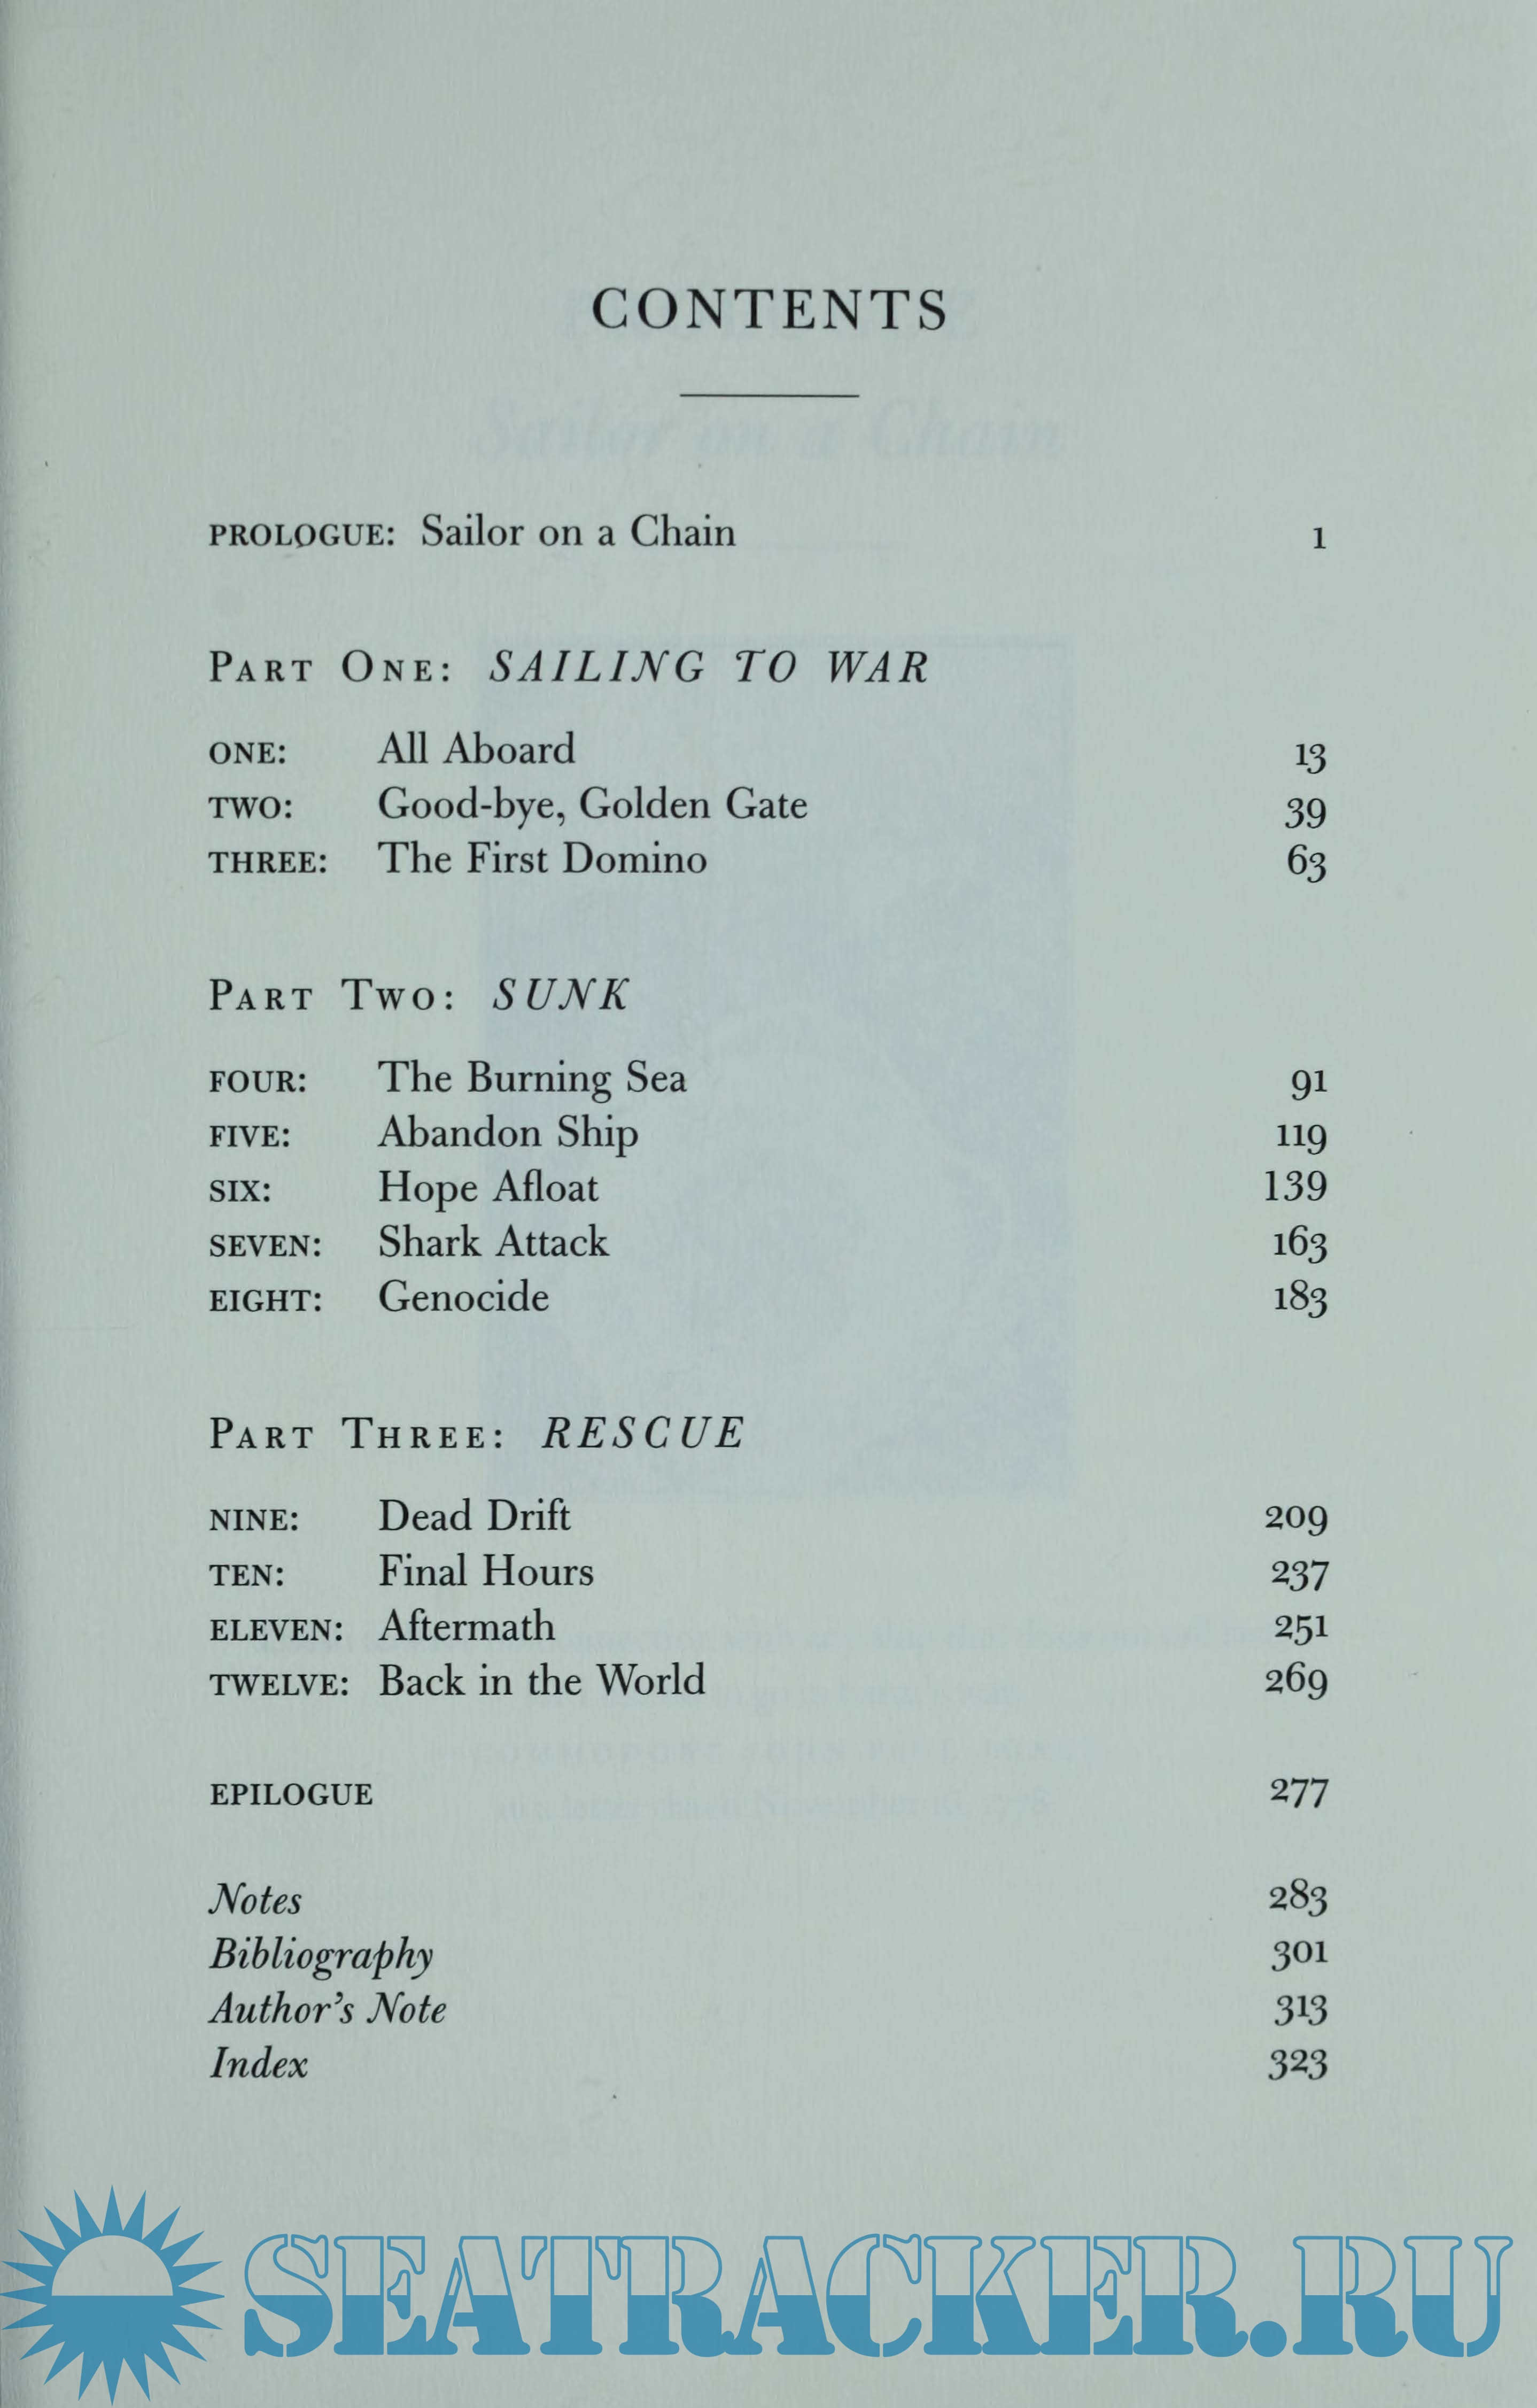 CONTENTS
PROLOGUE: Sailor on a Chain 1
PART ONE: SAILING TO WAR
ONE: All Aboard 13
TWO: Good-bye, Golden Gate 39
THREE: The First Domino 63
PART TWO: SUNK
FOUR: The Burning Sea 91
FIVE: Abandon Ship 119
SIX: Hope Afloat 139
SEVEN: Shark Attack 163
EIGHT: Genocide 183
PART THREE: RESCUE
NINE: Dead Drift 209
TEN: Final Hours 237
ELEVEN: Aftermath 251
TWELVE: Back in the World 269
EPILOGUE 277
Notes 283
Bibliography 301
Author's Note 313
Index 323
SEATRACKER.RU